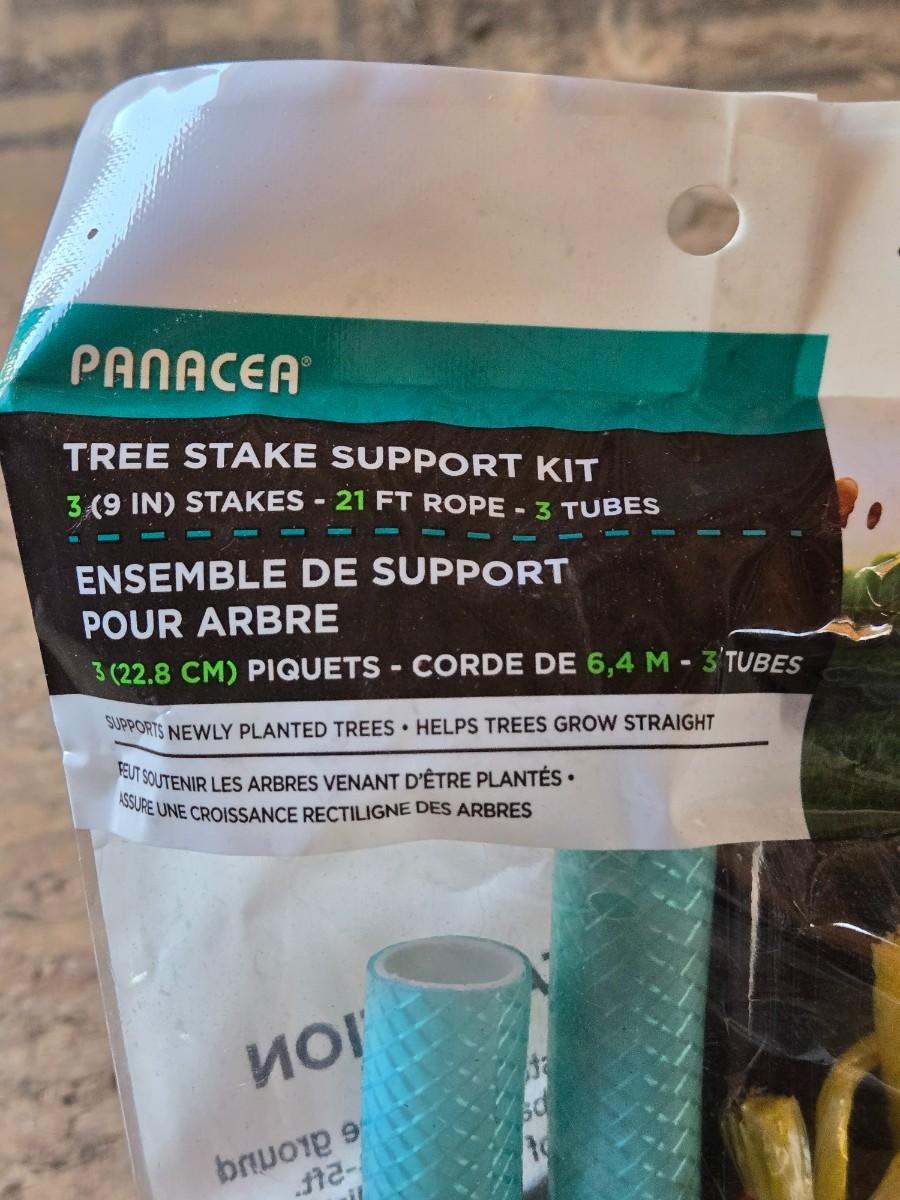 PANACEA®
TREE STAKE SUPPORT KIT
3 (9 IN) STAKES - 21 FT ROPE - 3 TUBES
ENSEMBLE DE SUPPORT
POUR ARBRE
3 (22.8 CM) PIQUETS - CORDE DE 6,4 M - 3 TUBES
SUPPORTS NEWLY PLANTED TREES • HELPS TREES GROW STRAIGHT
PEUT SOUTENIR LES ARBRES VENANT D'ÊTRE PLANTÉS •
ASSURE UNE CROISSANCE RECTILIGNE DES ARBRES
ground
5ft.